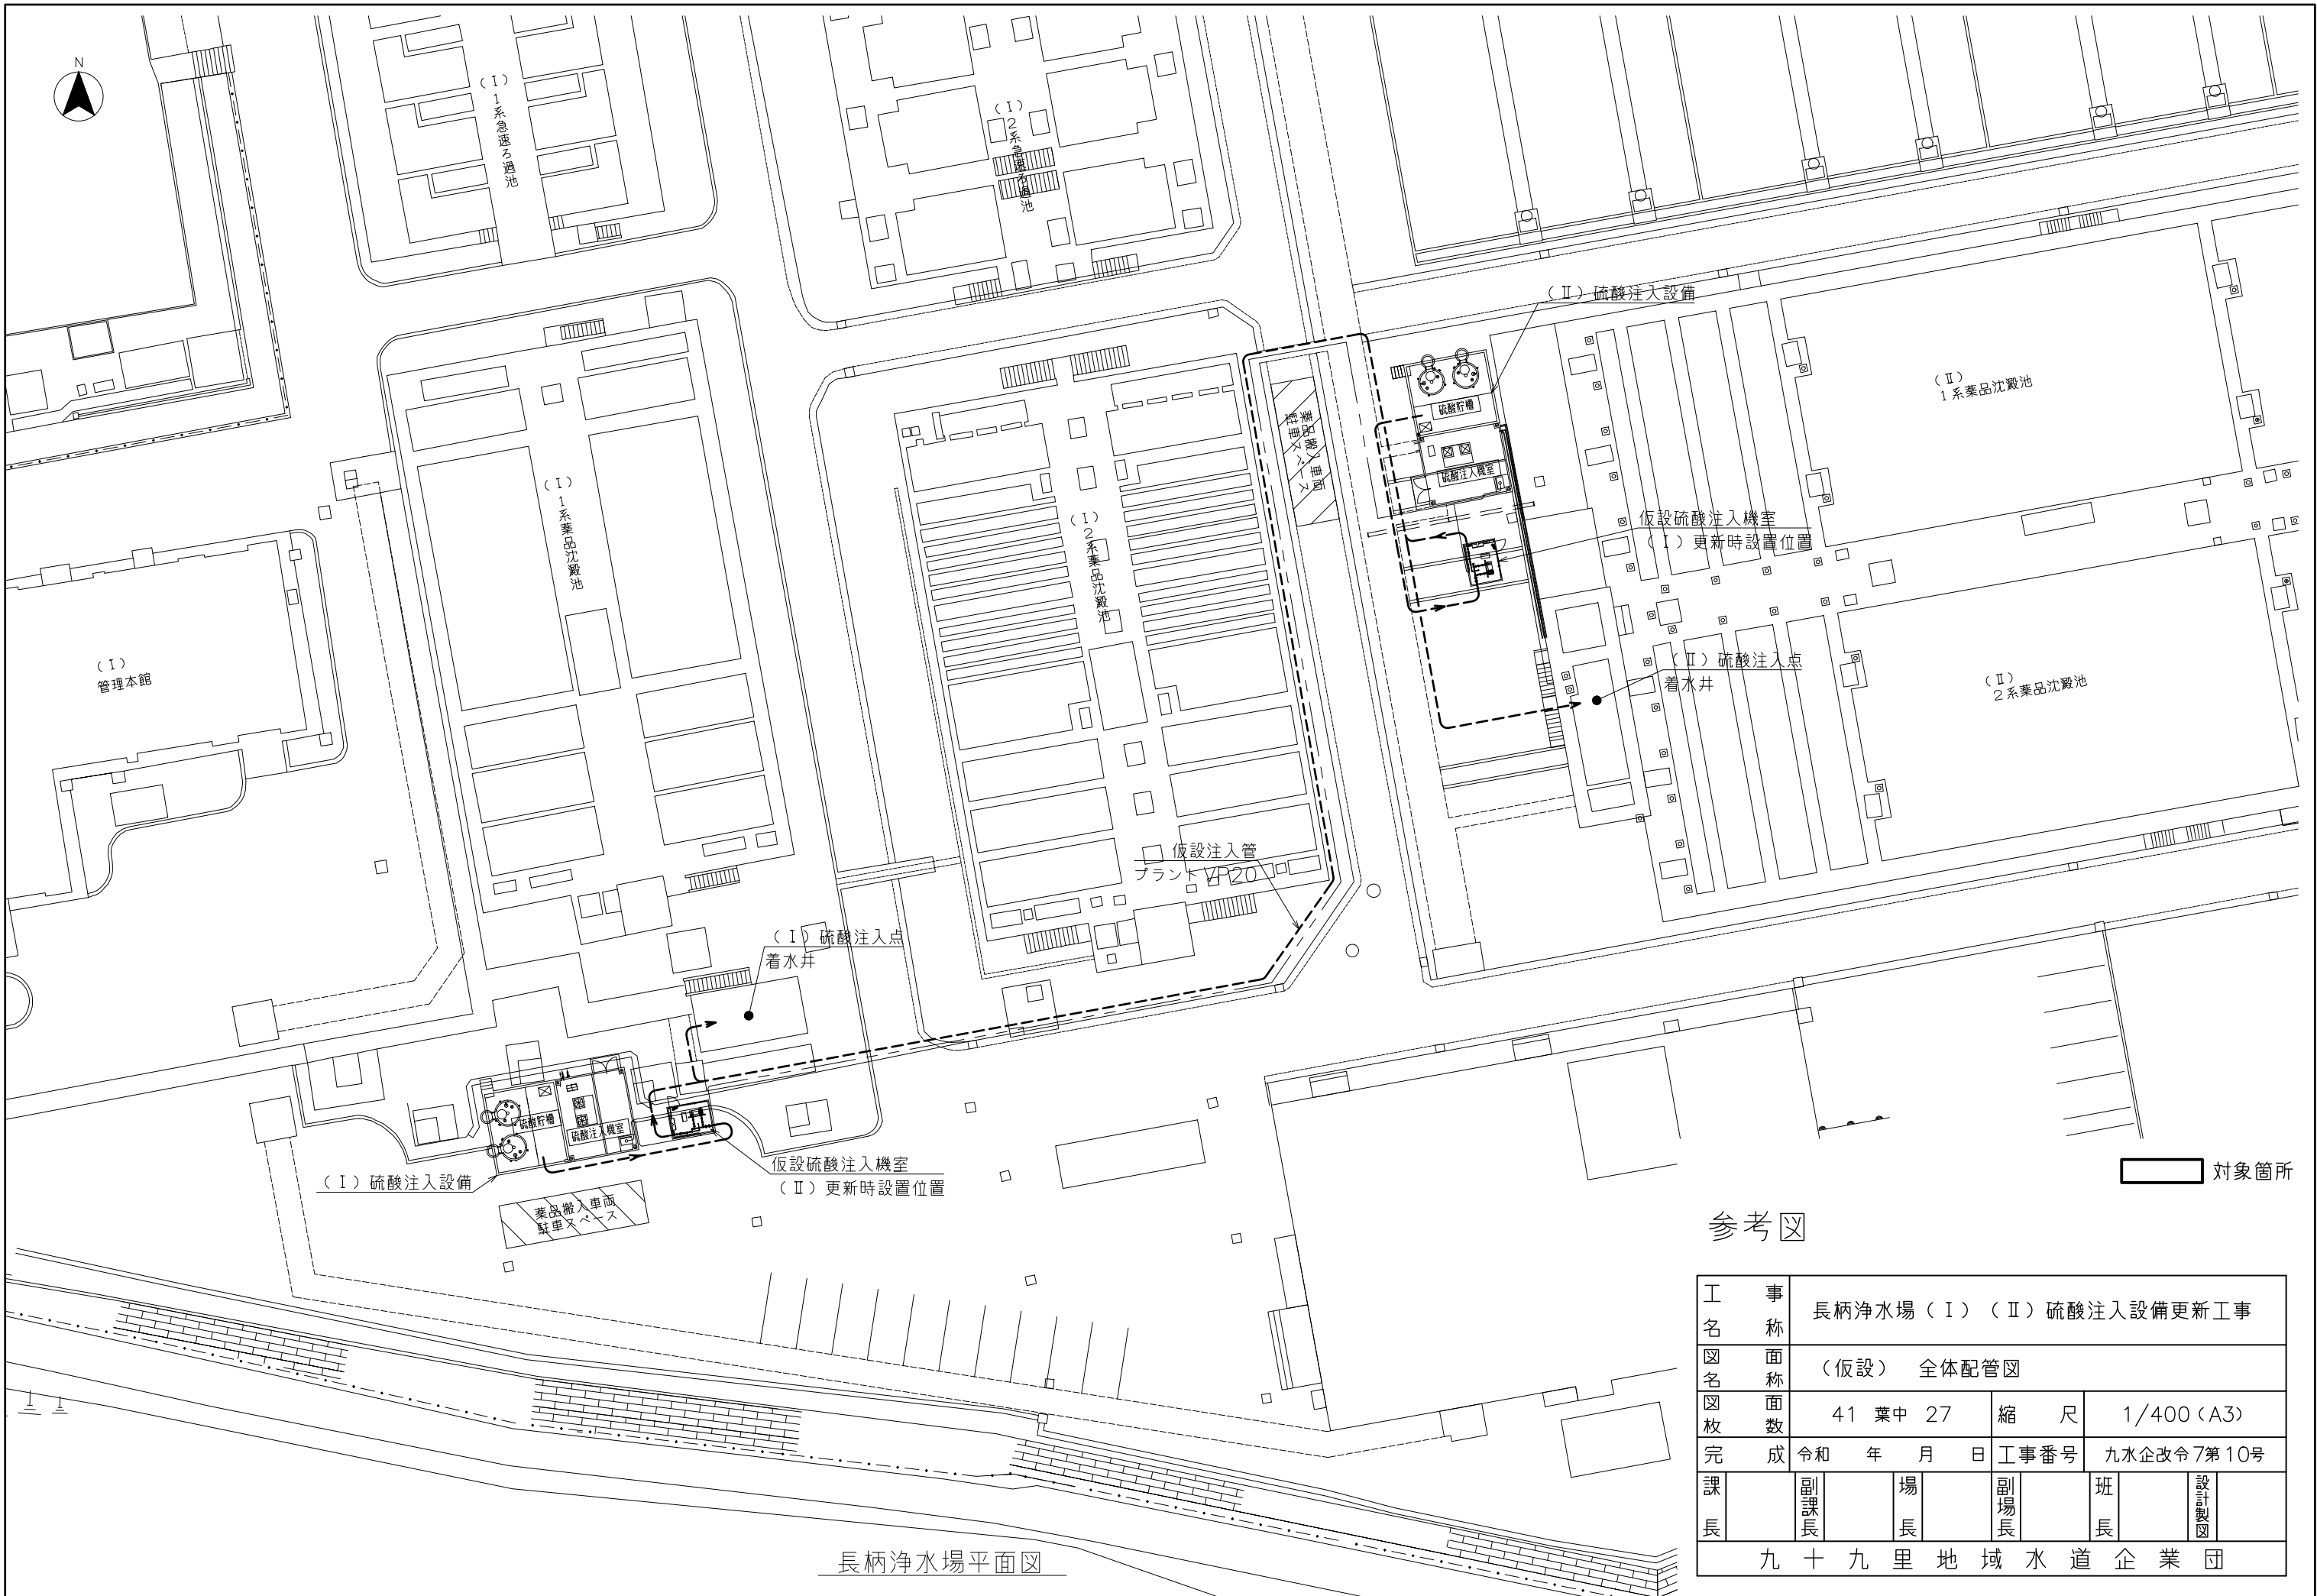 N
（Ⅰ）
1系急速ろ過池
（Ⅰ）
2系急速ろ過池
（Ⅱ）硫酸注入設備
硫酸貯槽
硫酸注入機室
薬品搬入車両
駐車スペース
（Ⅱ）
1系薬品沈澱池
（Ⅰ）
1系薬品沈澱池
（Ⅰ）
2系薬品沈澱池
仮設硫酸注入機室
（Ⅰ）更新時設置位置
（Ⅰ）
管理本館
（Ⅱ）硫酸注入点
着水井
（Ⅱ）
2系薬品沈澱池
仮設注入管
プラントVP20
（Ⅰ）硫酸注入点
着水井
硫酸貯槽
硫酸注入機室
（Ⅰ）硫酸注入設備
仮設硫酸注入機室
（Ⅱ）更新時設置位置
薬品搬入車両
駐車スペース
対象箇所
参考図
工事名称 長柄浄水場（Ⅰ）（Ⅱ）硫酸注入設備更新工事
図面名称 （仮設） 全体配管図
図面枚数 41 葉中 27 縮尺 1/400（A3）
完成 令和 年 月 日 工事番号 九水企改令7第10号
課長 副課長 場長 副場長 班長 設計製図
九十九里地域水道企業団
長柄浄水場平面図